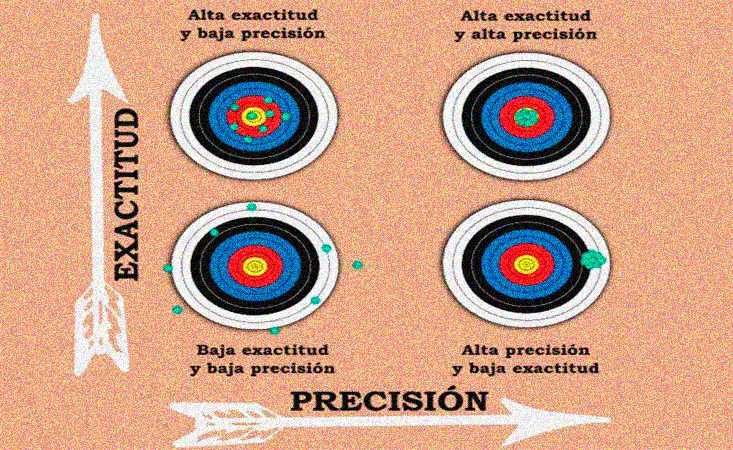 Alta exactitud
y baja precisión
Alta exactitud
y alta precisión
EXACTITUD
Baja exactitud
y baja precisión
Alta precisión
y baja exactitud
PRECISIÓN